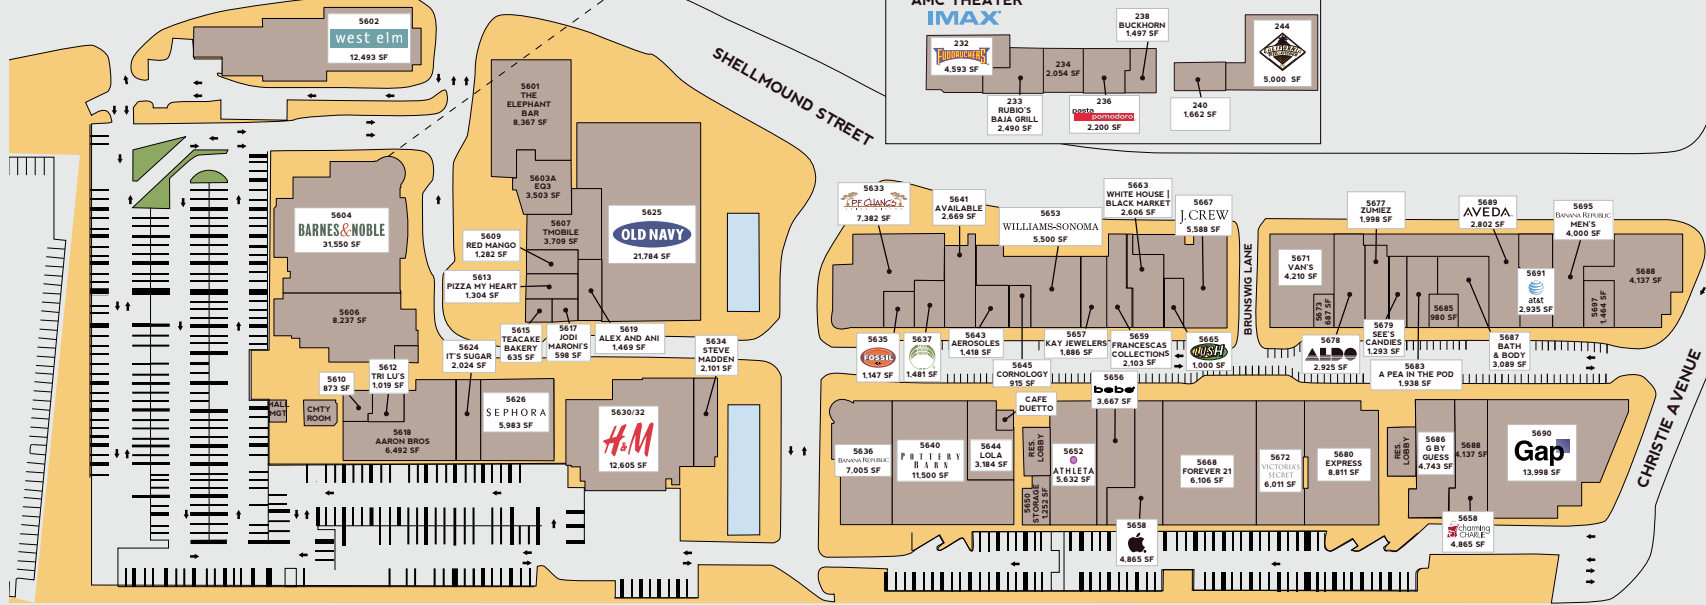 AMC THEATER
IMAX
232
FUDDRUCKERS
4,593 SF
233
RUBIO'S
BAJA GRILL
2,490 SF
234
2,054 SF
236
pasta
pomodoro
2,200 SF
238
BUCKHORN
1,497 SF
240
1,662 SF
244
CALIFORNIA
5,000 SF
SHELLMOUND STREET
5602
west elm
12,493 SF
5601
THE
ELEPHANT
BAR
8,367 SF
5603A
EQ3
3,503 SF
5604
BARNES&NOBLE
31,550 SF
5606
8,237 SF
5607
TMOBILE
3,709 SF
5609
RED MANGO
1,282 SF
5613
PIZZA MY HEART
1,304 SF
5625
OLD NAVY
21,784 SF
5615
TEACAKE
BAKERY
635 SF
5617
JODI
MARONI'S
598 SF
5619
ALEX AND ANI
1,469 SF
5624
IT'S SUGAR
2,024 SF
5634
STEVE
MADDEN
2,101 SF
5610
873 SF
5612
TRI LU'S
1,019 SF
MALL
MGT
CMTY
ROOM
5618
AARON BROS
6,492 SF
5626
SEPHORA
5,983 SF
5630/32
H&M
12,605 SF
5633
P.F. CHANG'S
7,382 SF
5641
AVAILABLE
2,669 SF
5653
WILLIAMS-SONOMA
5,500 SF
5663
WHITE HOUSE |
BLACK MARKET
2,606 SF
5667
J.CREW
5,588 SF
5635
FOSSIL
1,147 SF
5637
1,481 SF
5643
AEROSOLES
1,418 SF
5645
CORNOLOGY
915 SF
5657
KAY JEWELERS
1,886 SF
5659
FRANCESCAS
COLLECTIONS
2,103 SF
5665
LUSH
1,000 SF
BRUNSWIG LANE
5671
VAN'S
4,210 SF
5673
687 SF
5677
ZUMIEZ
1,998 SF
5689
AVEDA
2,802 SF
5695
BANANA REPUBLIC
MEN'S
4,000 SF
5688
4,137 SF
5691
at&t
2,935 SF
5697
1,464 SF
5685
980 SF
5678
ALDO
2,925 SF
5679
SEE'S
CANDIES
1,293 SF
5683
A PEA IN THE POD
1,938 SF
5687
BATH
& BODY
3,089 SF
CHRISTIE AVENUE
5636
BANANA REPUBLIC
7,005 SF
5640
POTTERY
BARN
11,500 SF
5644
LOLA
3,184 SF
CAFE
DUETTO
RES.
LOBBY
5650
STORAGE
1,252 SF
5652
ATHLETA
5,632 SF
5656
bebe
3,667 SF
5658
4,865 SF
5668
FOREVER 21
6,106 SF
5672
VICTORIA'S
SECRET
6,011 SF
5680
EXPRESS
8,811 SF
RES.
LOBBY
5686
G BY
GUESS
4,743 SF
5688
4,137 SF
5658
charming
CHARLIE
4,865 SF
5690
Gap
13,998 SF